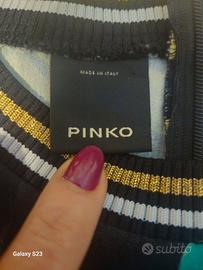 MADE IN ITALY
PINKO
Galaxy S23
subito